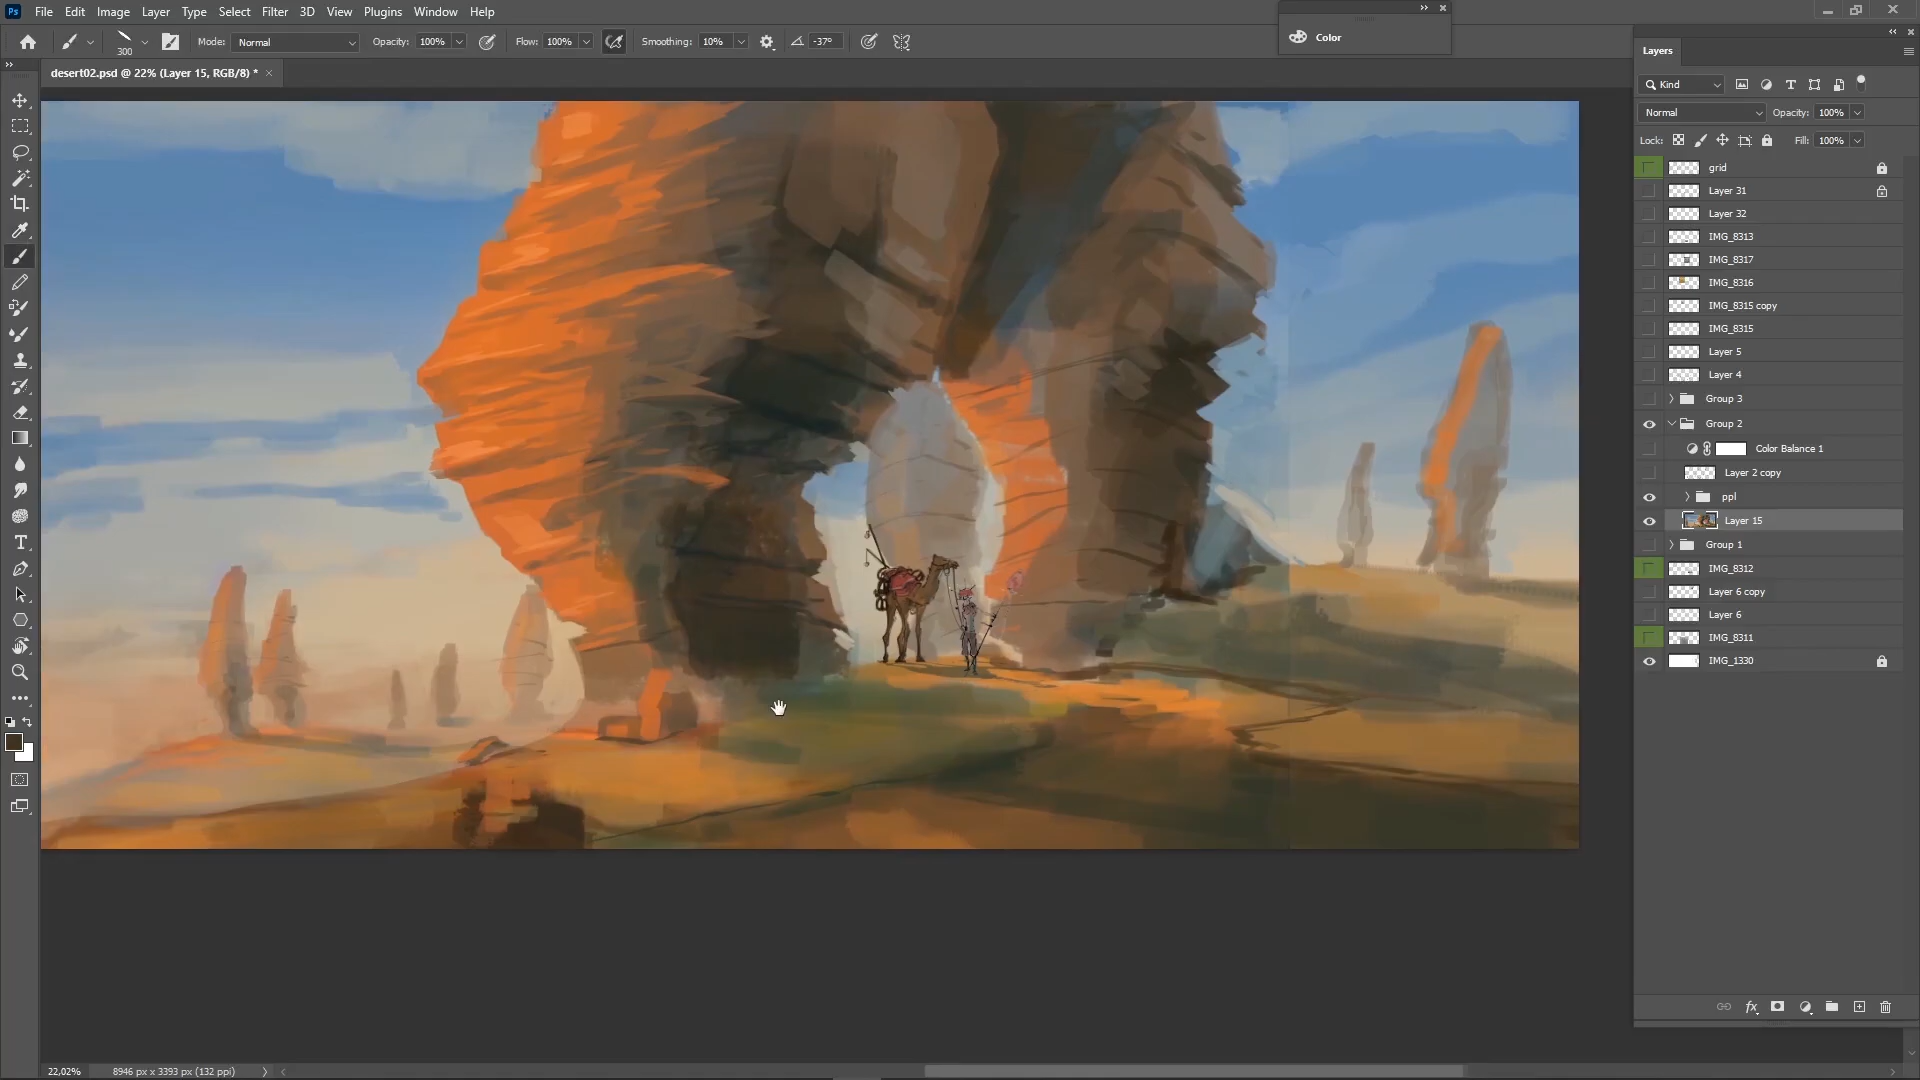 Ps File Edit Image Layer Type Select Filter 3D View Plugins Window Help
300 Mode: Normal Opacity: 100% Flow: 100% Smoothing: 10% -37°
Color
desert02.psd @ 22% (Layer 15, RGB/8) *
Layers
Kind
Normal Opacity: 100%
Lock: Fill: 100%
grid
Layer 31
Layer 32
IMG_8313
IMG_8317
IMG_8316
IMG_8315 copy
IMG_8315
Layer 5
Layer 4
Group 3
Group 2
Color Balance 1
Layer 2 copy
ppl
Layer 15
Group 1
IMG_8312
Layer 6 copy
Layer 6
IMG_8311
IMG_1330
fx
22,02% 8946 px x 3393 px (132 ppi)